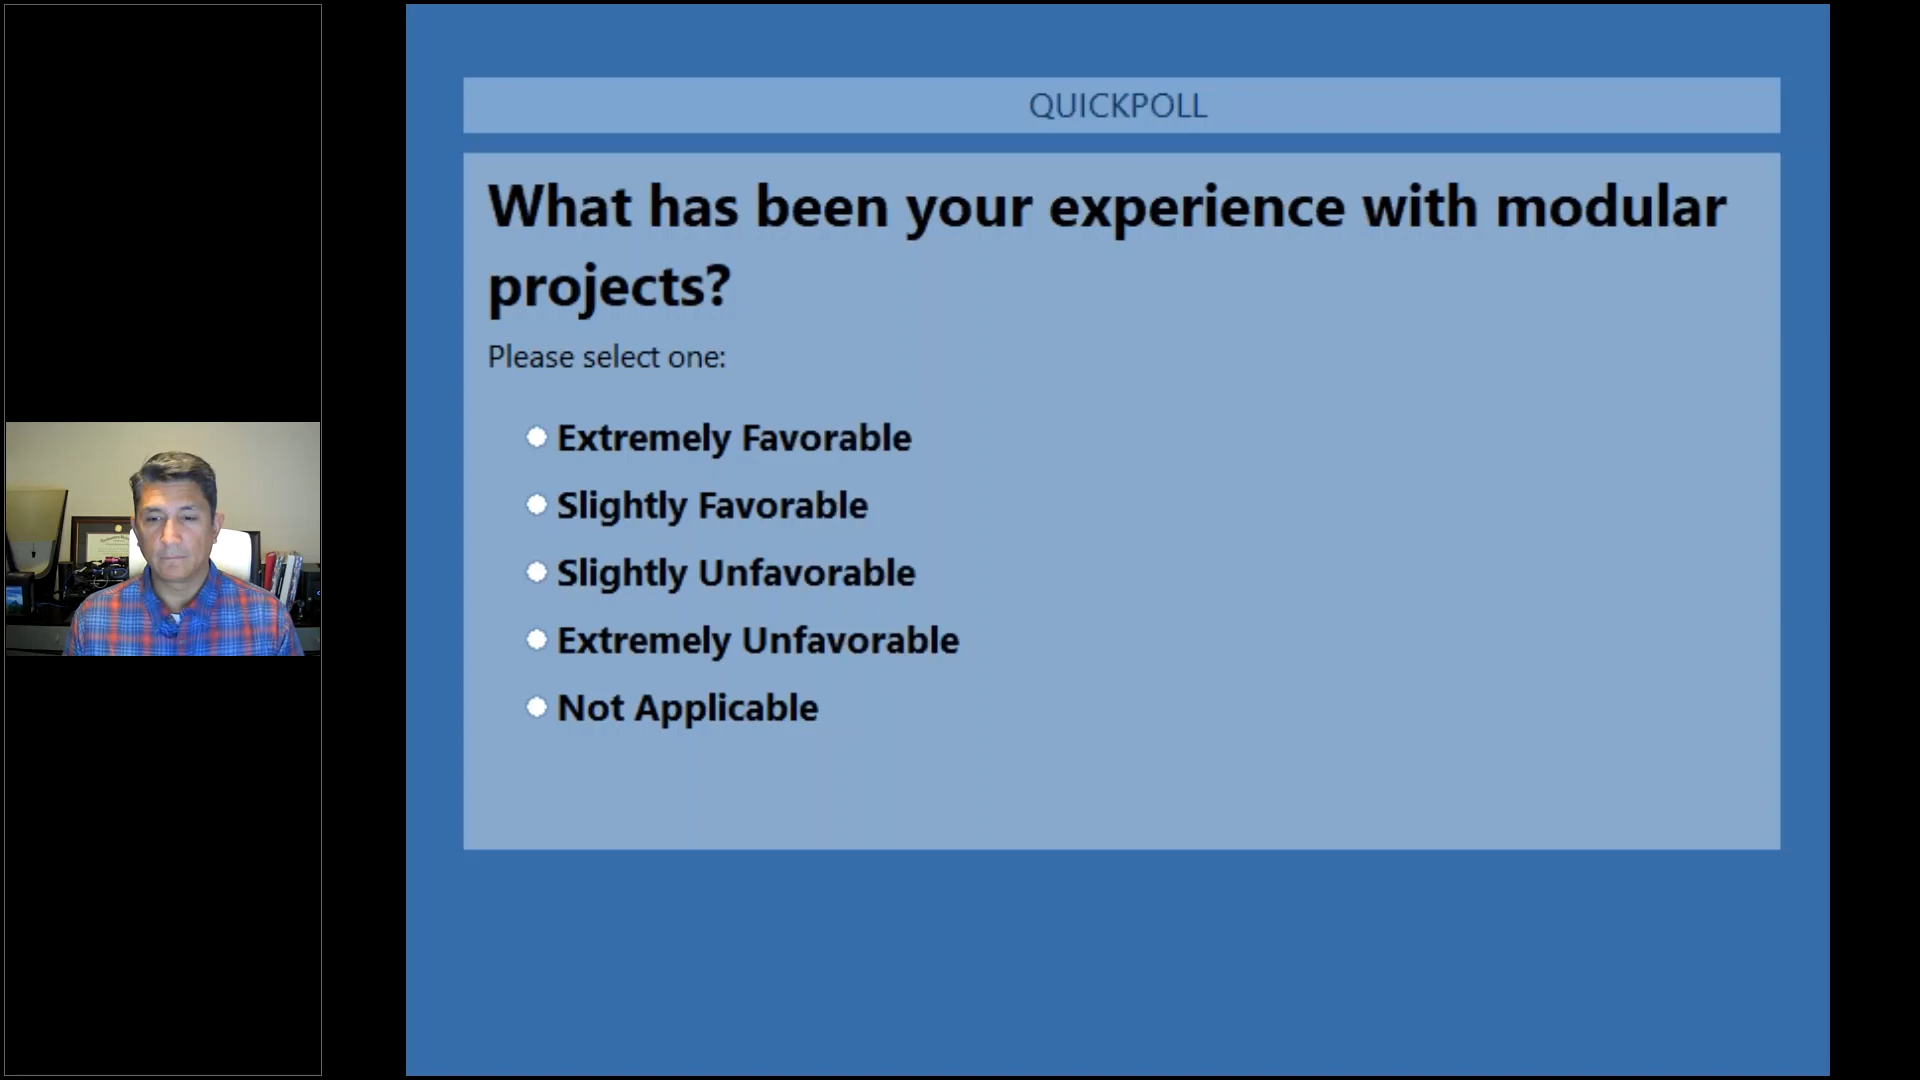 QUICKPOLL
What has been your experience with modular
projects?
Please select one:
Extremely Favorable
Slightly Favorable
Slightly Unfavorable
Extremely Unfavorable
Not Applicable